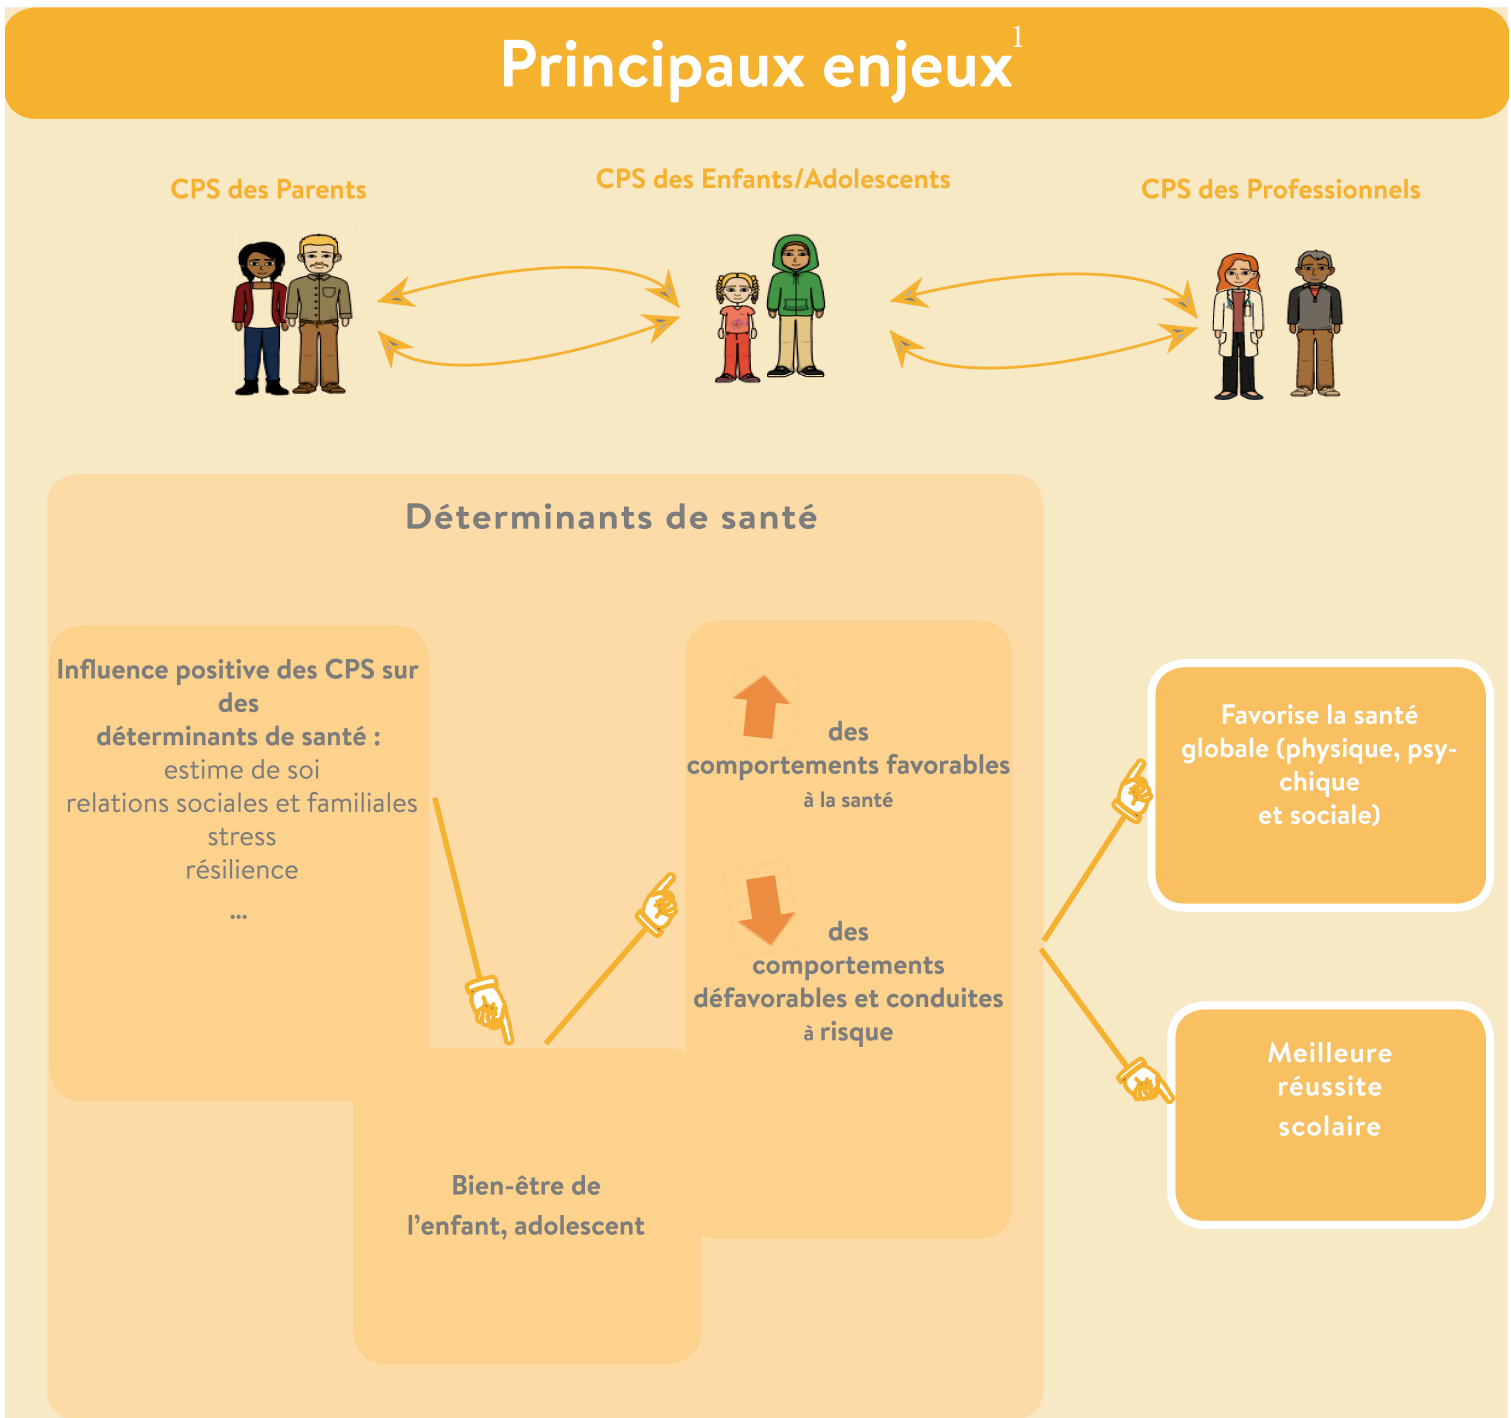 Principaux enjeux¹
CPS des Parents
CPS des Enfants/Adolescents
CPS des Professionnels
Déterminants de santé
Influence positive des CPS sur
des
déterminants de santé :
estime de soi
relations sociales et familiales
stress
résilience
...
des
comportements favorables
à la santé
des
comportements
défavorables et conduites
à risque
Bien-être de
l'enfant, adolescent
Favorise la santé
globale (physique, psy-
chique
et sociale)
Meilleure
réussite
scolaire